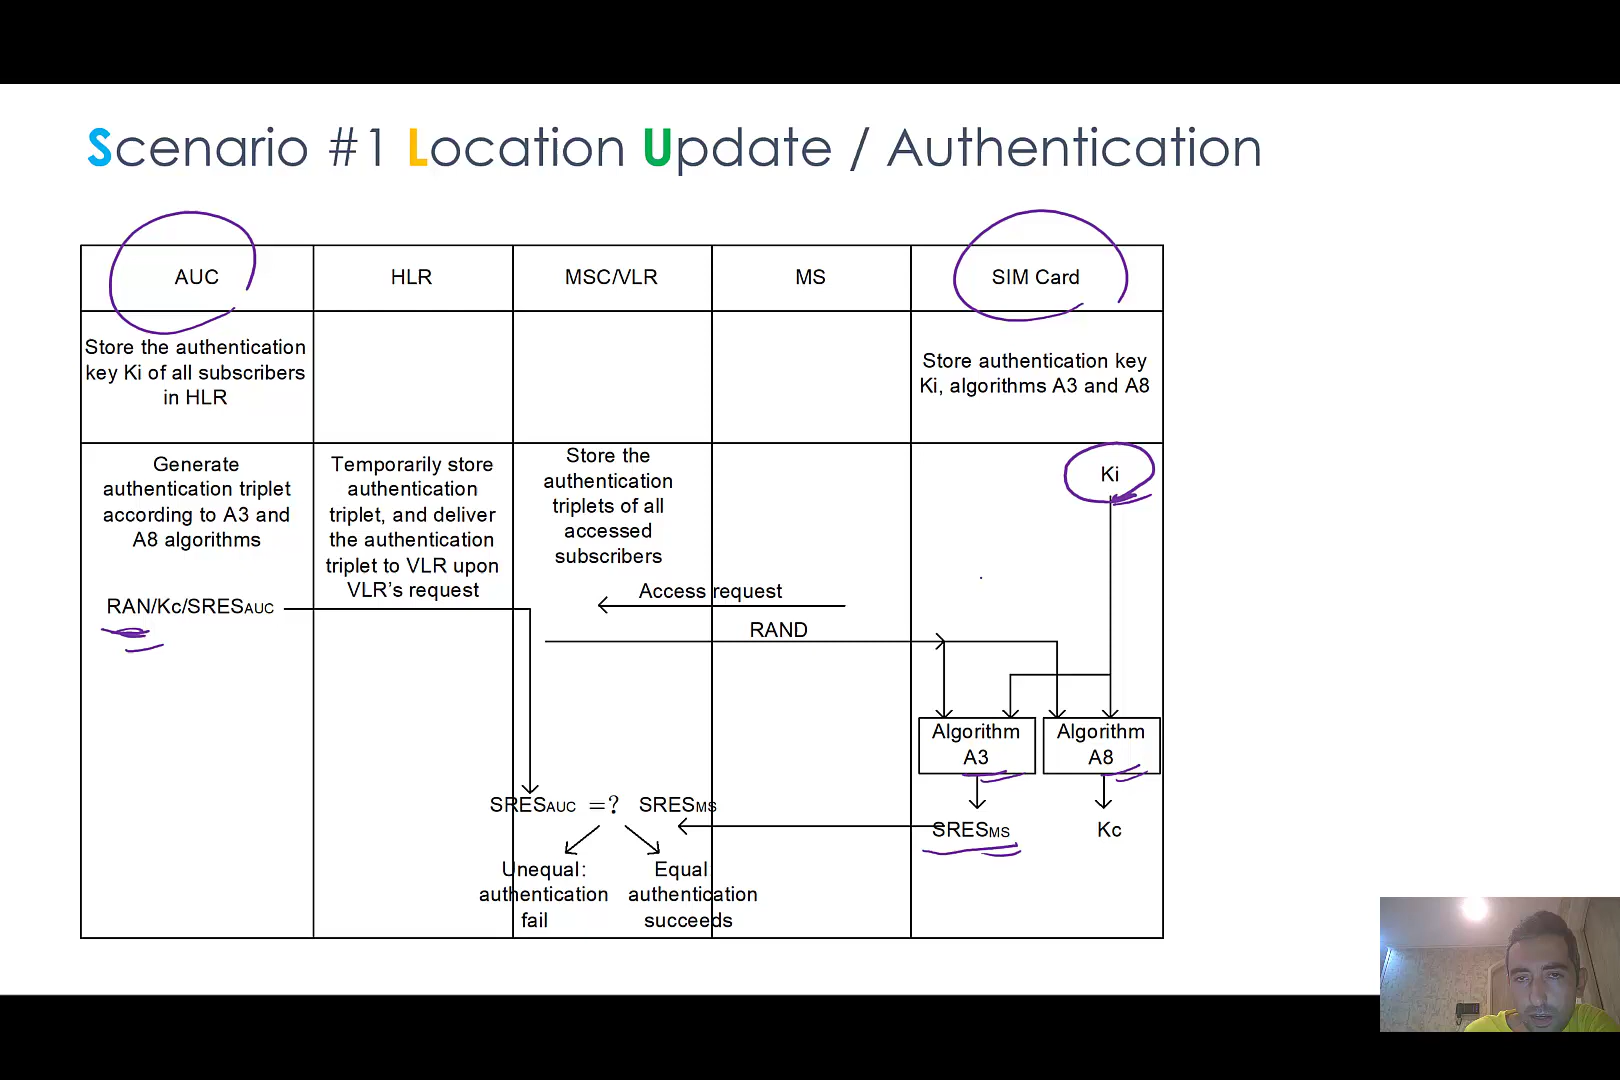 Scenario #1 Location Update / Authentication
AUC
HLR
MSC/VLR
MS
SIM Card
Store the authentication
key Ki of all subscribers
in HLR
Store authentication key
Ki, algorithms A3 and A8
Generate
authentication triplet
according to A3 and
A8 algorithms
RAN/Kc/SRESAUC
Temporarily store
authentication
triplet, and deliver
the authentication
triplet to VLR upon
VLR's request
Store the
authentication
triplets of all
accessed
subscribers
Access request
RAND
Ki
Algorithm
A3
Algorithm
A8
SRESMS
Kc
SRESAUC =? SRESMS
Unequal:
authentication
fail
Equal
authentication
succeeds